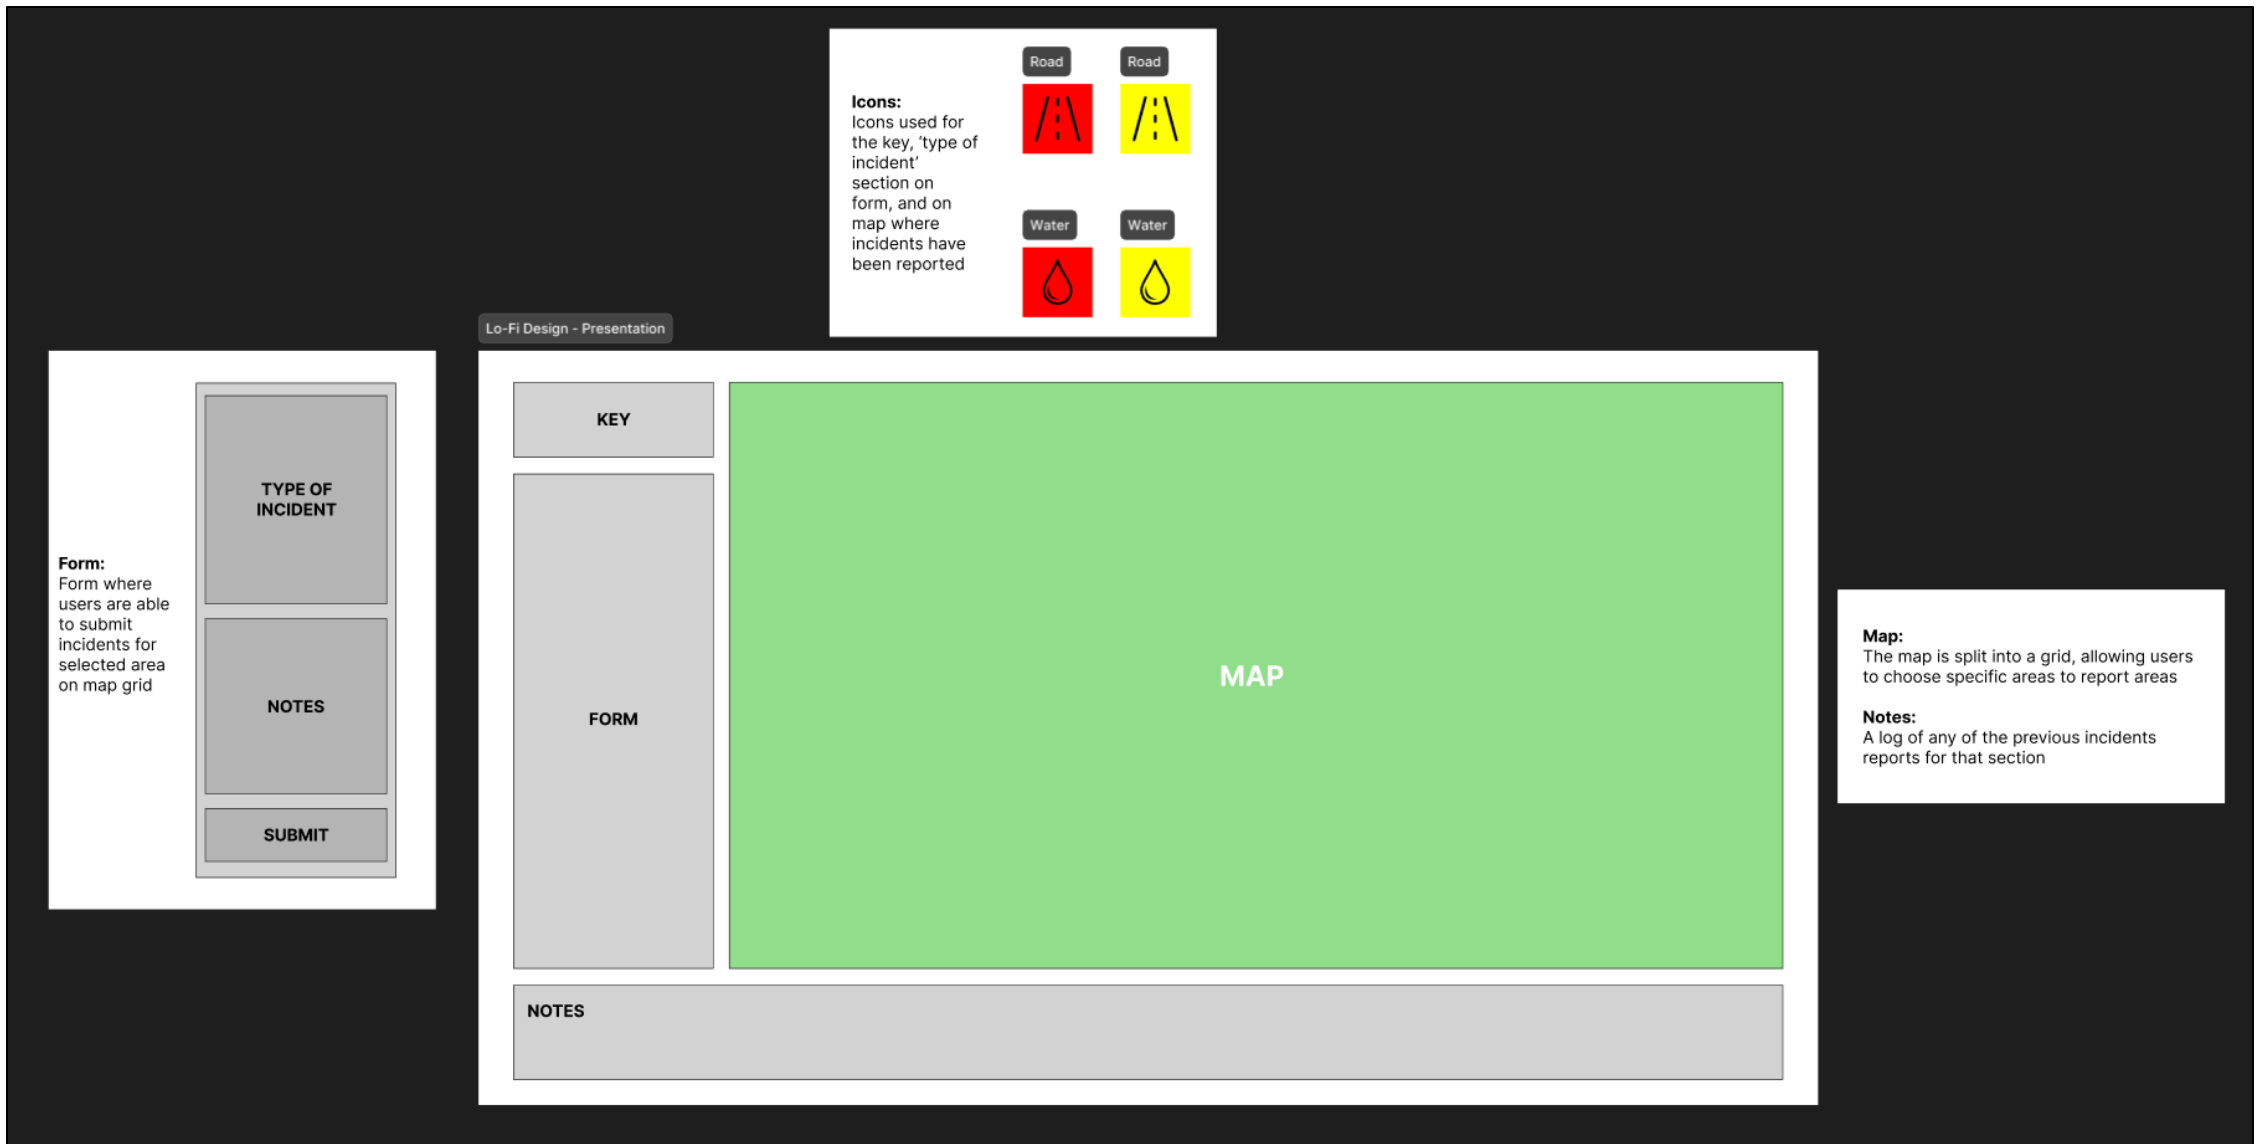 Road
Road
Icons:
Icons used for
the key, ‘type of
incident’
section on
form, and on
map where
incidents have
been reported
Water
Water
Lo-Fi Design - Presentation
TYPE OF
INCIDENT
Form:
Form where
users are able
to submit
incidents for
selected area
on map grid
NOTES
SUBMIT
KEY
FORM
MAP
NOTES
Map:
The map is split into a grid, allowing users
to choose specific areas to report areas
Notes:
A log of any of the previous incidents
reports for that section